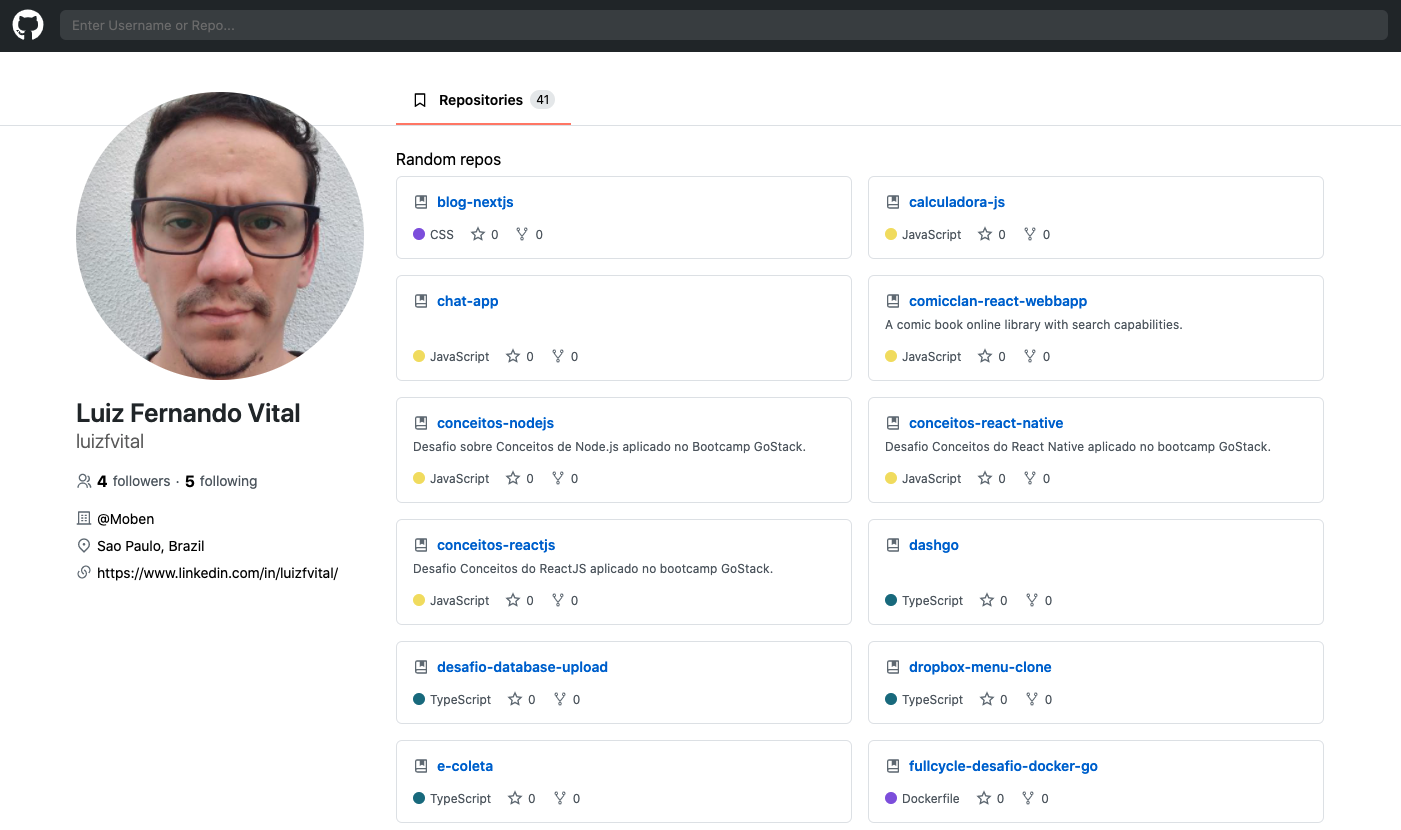 Enter Username or Repo...
Repositories 41
Luiz Fernando Vital
luizfvital
4 followers · 5 following
@Moben
Sao Paulo, Brazil
https://www.linkedin.com/in/luizfvital/
Random repos
blog-nextjs
CSS 0 0
calculadora-js
JavaScript 0 0
chat-app
JavaScript 0 0
comicclan-react-webbapp
A comic book online library with search capabilities.
JavaScript 0 0
conceitos-nodejs
Desafio sobre Conceitos de Node.js aplicado no Bootcamp GoStack.
JavaScript 0 0
conceitos-react-native
Desafio Conceitos do React Native aplicado no bootcamp GoStack.
JavaScript 0 0
conceitos-reactjs
Desafio Conceitos do ReactJS aplicado no bootcamp GoStack.
JavaScript 0 0
dashgo
TypeScript 0 0
desafio-database-upload
TypeScript 0 0
dropbox-menu-clone
TypeScript 0 0
e-coleta
TypeScript 0 0
fullcycle-desafio-docker-go
Dockerfile 0 0